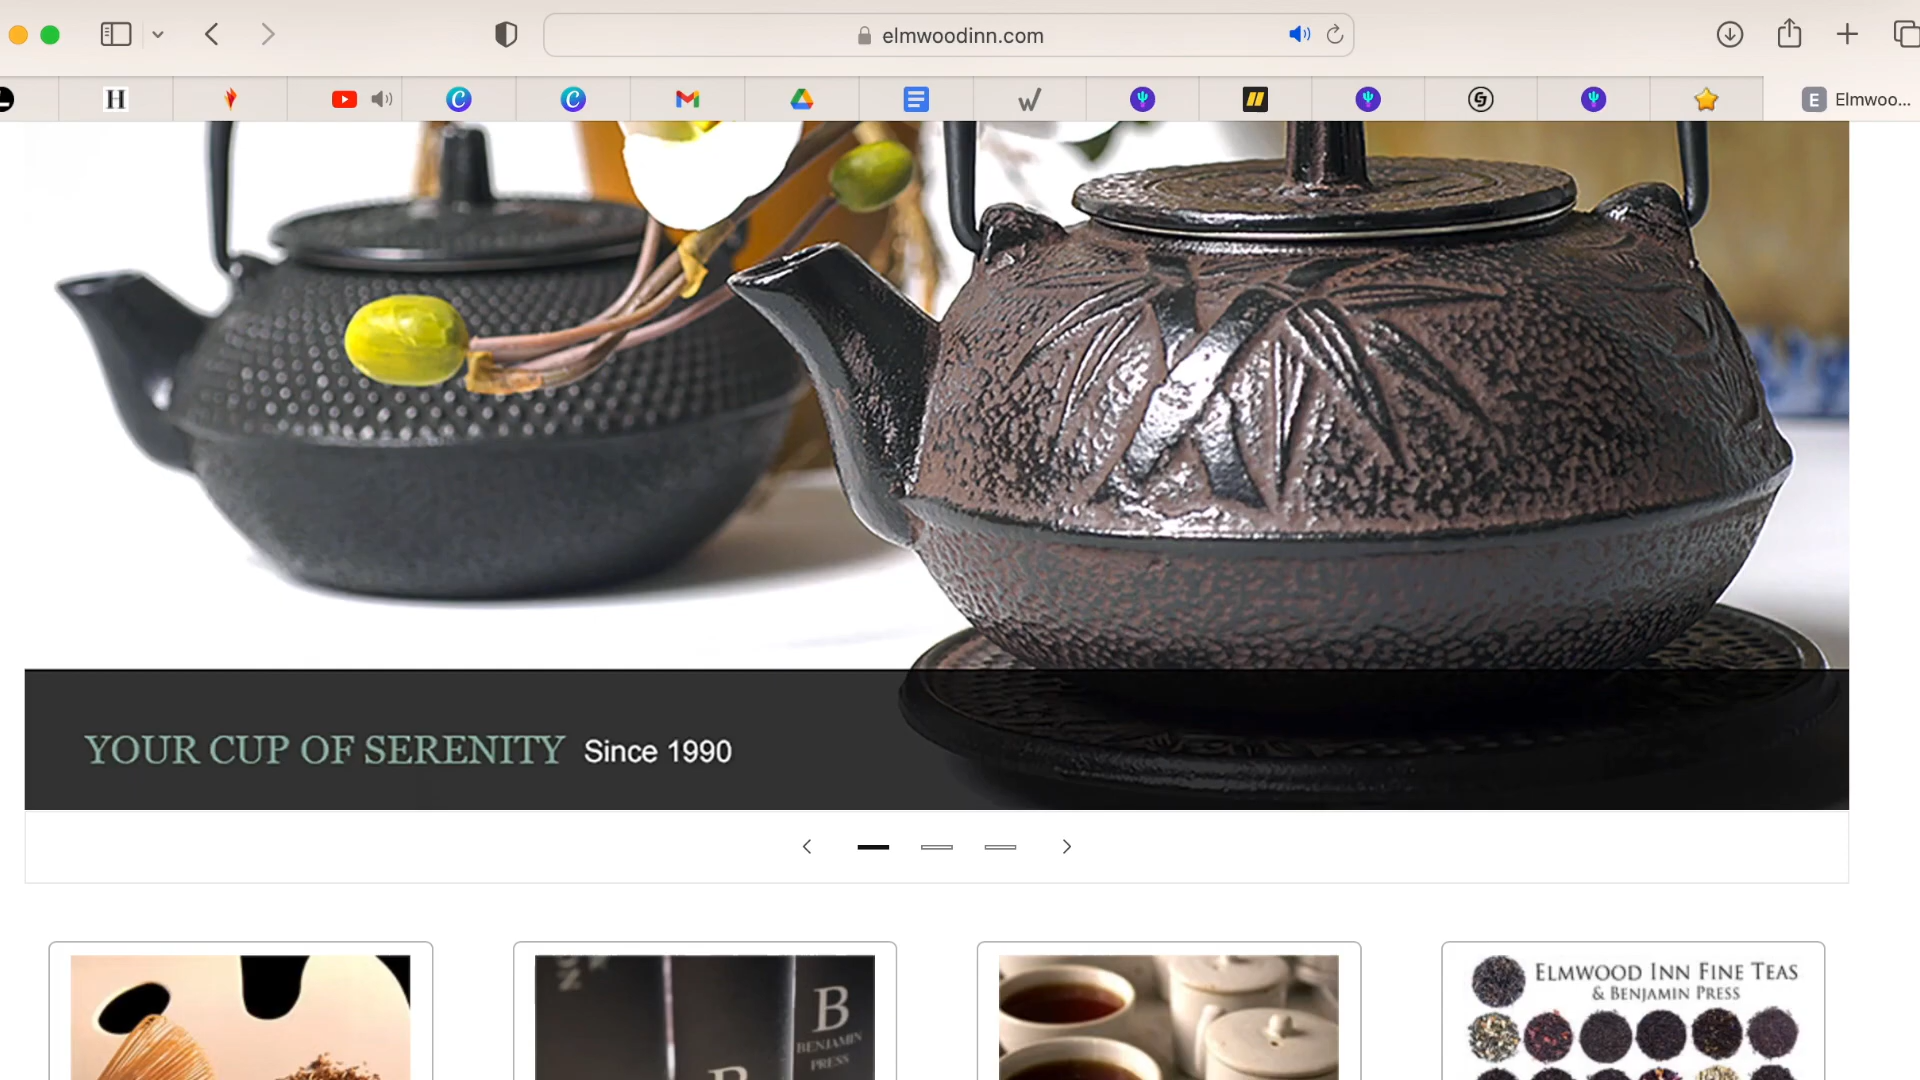 elmwoodinn.com
H
E Elmwoo...
YOUR CUP OF SERENITY Since 1990
B
BENJAMIN
PRESS
B
ELMWOOD INN FINE TEAS
& BENJAMIN PRESS